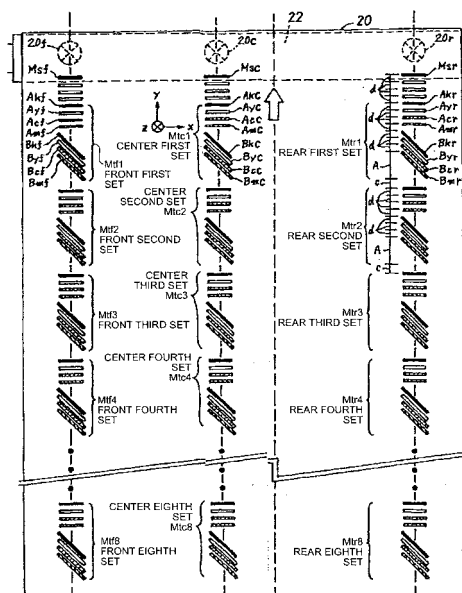 20
20f
20c
22
20r
Msf
Msc
Msr
Akf
Akc
Akr
Ayf
Ayc
Ayr
Acf
Acc
Acr
Amf
Amc
Amr
Y
Z
X
d
d
d
A
c
Bkf
Bkc
Bkr
Byf
Byc
Byr
Bcf
Bcc
Bcr
Bmf
Bmc
Bmr
Mtf1
FRONT FIRST
SET
Mtc1
CENTER FIRST
SET
Mtr1
REAR FIRST
SET
CENTER
SECOND SET
Mtc2
Mtf2
FRONT SECOND
SET
Mtr2
REAR SECOND
SET
d
d
A
c
CENTER
THIRD SET
Mtc3
Mtf3
FRONT THIRD
SET
Mtr3
REAR THIRD
SET
CENTER FOURTH
SET
Mtc4
Mtf4
FRONT FOURTH
SET
Mtr4
REAR FOURTH
SET
CENTER EIGHTH
SET
Mtc8
Mtf8
FRONT EIGHTH
SET
Mtr8
REAR EIGHTH
SET